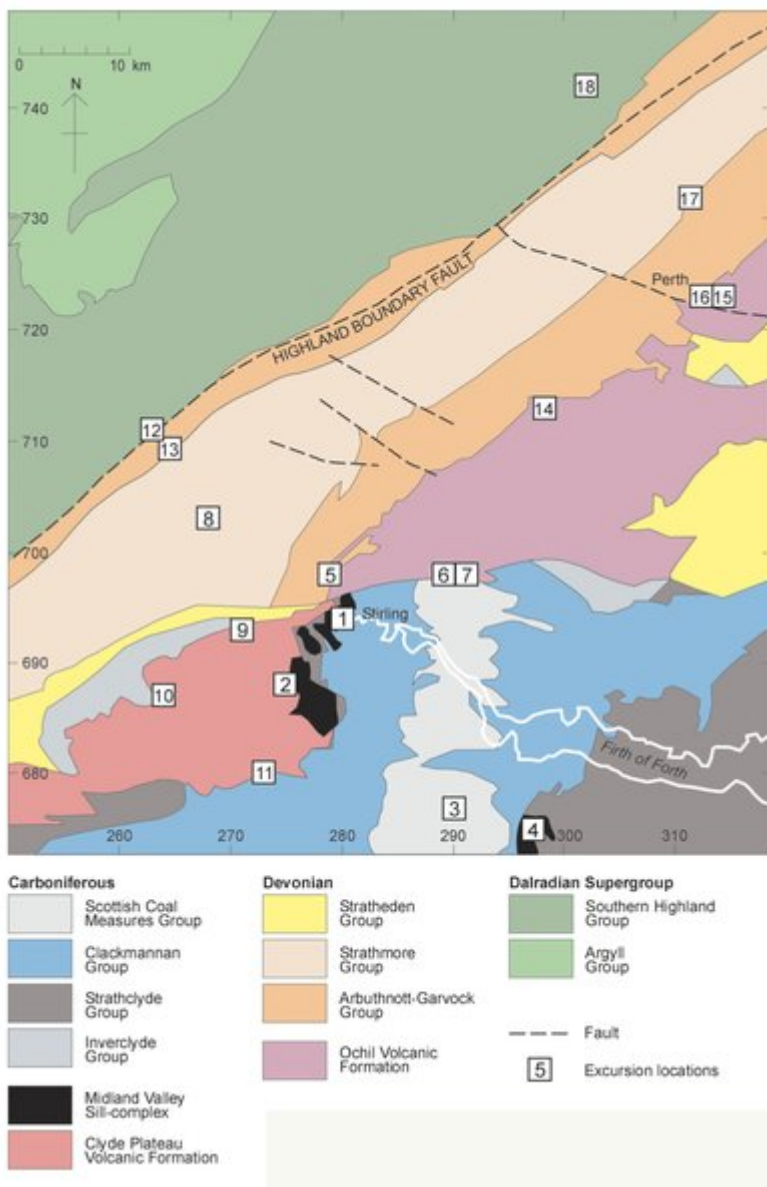 0 10 km
N
740
18
730
17
HIGHLAND BOUNDARY FAULT
Perth
16 15
720
14
12
710
13
8
700
5
6 7
1
Stirling
9
690
2
10
Firth of Forth
680
11
3
4
260 270 280 290 300 310
Carboniferous
Scottish Coal
Measures Group
Clackmannan
Group
Strathclyde
Group
Inverclyde
Group
Midland Valley
Sill-complex
Clyde Plateau
Volcanic Formation
Devonian
Stratheden
Group
Strathmore
Group
Arbuthnott-Garvock
Group
Ochil Volcanic
Formation
Dalradian Supergroup
Southern Highland
Group
Argyll
Group
Fault
5 Excursion locations